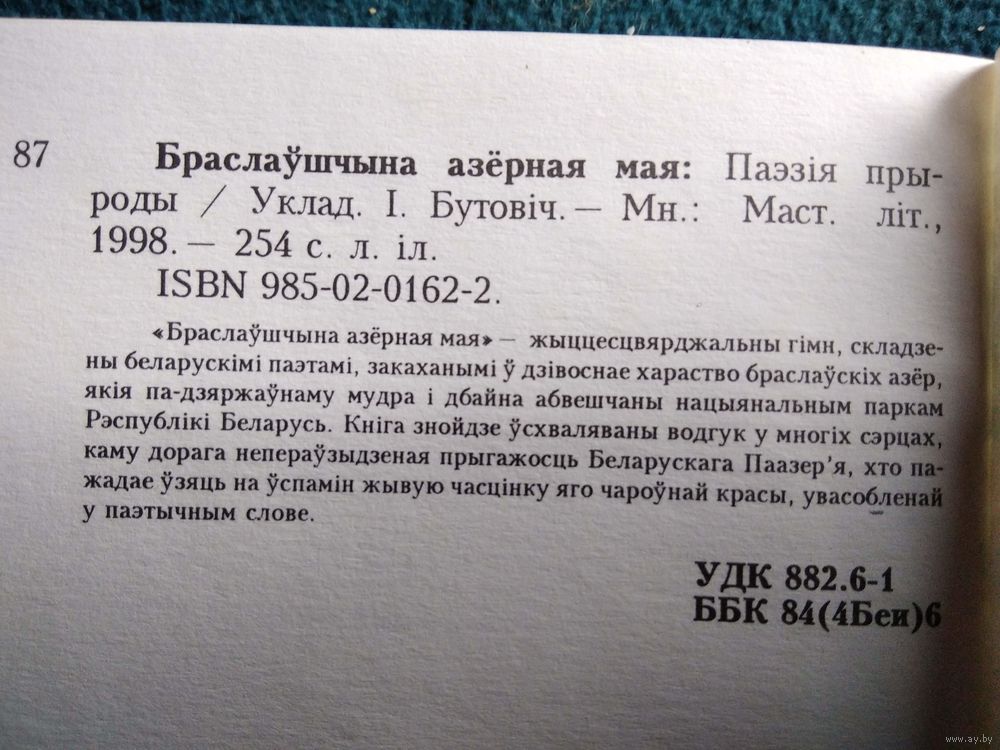 87
Браслаўшчына азёрная мая: Паэзія пры-
роды / Уклад. І. Бутовіч. — Мн.: Маст. літ.,
1998. — 254 с. л. іл.
ISBN 985-02-0162-2.
«Браслаўшчына азёрная мая» — жыццесцвярджальны гімн, складзе-
ны беларускімі паэтамі, закаханымі ў дзівоснае хараство браслаўскіх азёр,
якія па-дзяржаўнаму мудра і дбайна абвешчаны нацыянальным паркам
Рэспублікі Беларусь. Кніга знойдзе ўсхваляваны водгук у многіх сэрцах,
каму дорага непераўзыдзеная прыгажосць Беларускага Паазер’я, хто па-
жадае ўзяць на ўспамін жывую часцінку яго чароўнай красы, увасобленай
у паэтычным слове.
УДК 882.6-1
ББК 84(4Беи)6
www.ay.by